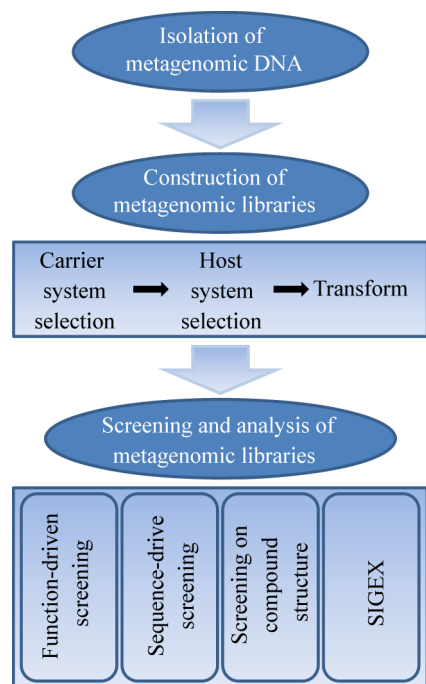 Isolation of
metagenomic DNA
Construction of
metagenomic libraries
Carrier
system
selection
Host
system
selection
Transform
Screening and analysis of
metagenomic libraries
Function-driven
screening
Sequence-drive
screening
Screening on
compound
structure
SIGEX